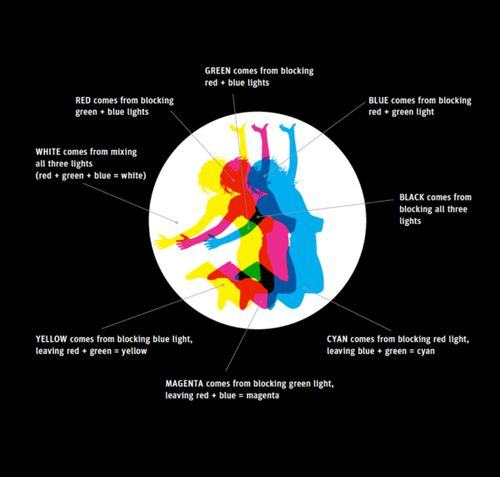 GREEN comes from blocking
red + blue lights
RED comes from blocking
green + blue lights
BLUE comes from blocking
red + green light
WHITE comes from mixing
all three lights
(red + green + blue = white)
BLACK comes from
blocking all three
lights
YELLOW comes from blocking blue light,
leaving red + green = yellow
CYAN comes from blocking red light,
leaving blue + green = cyan
MAGENTA comes from blocking green light,
leaving red + blue = magenta